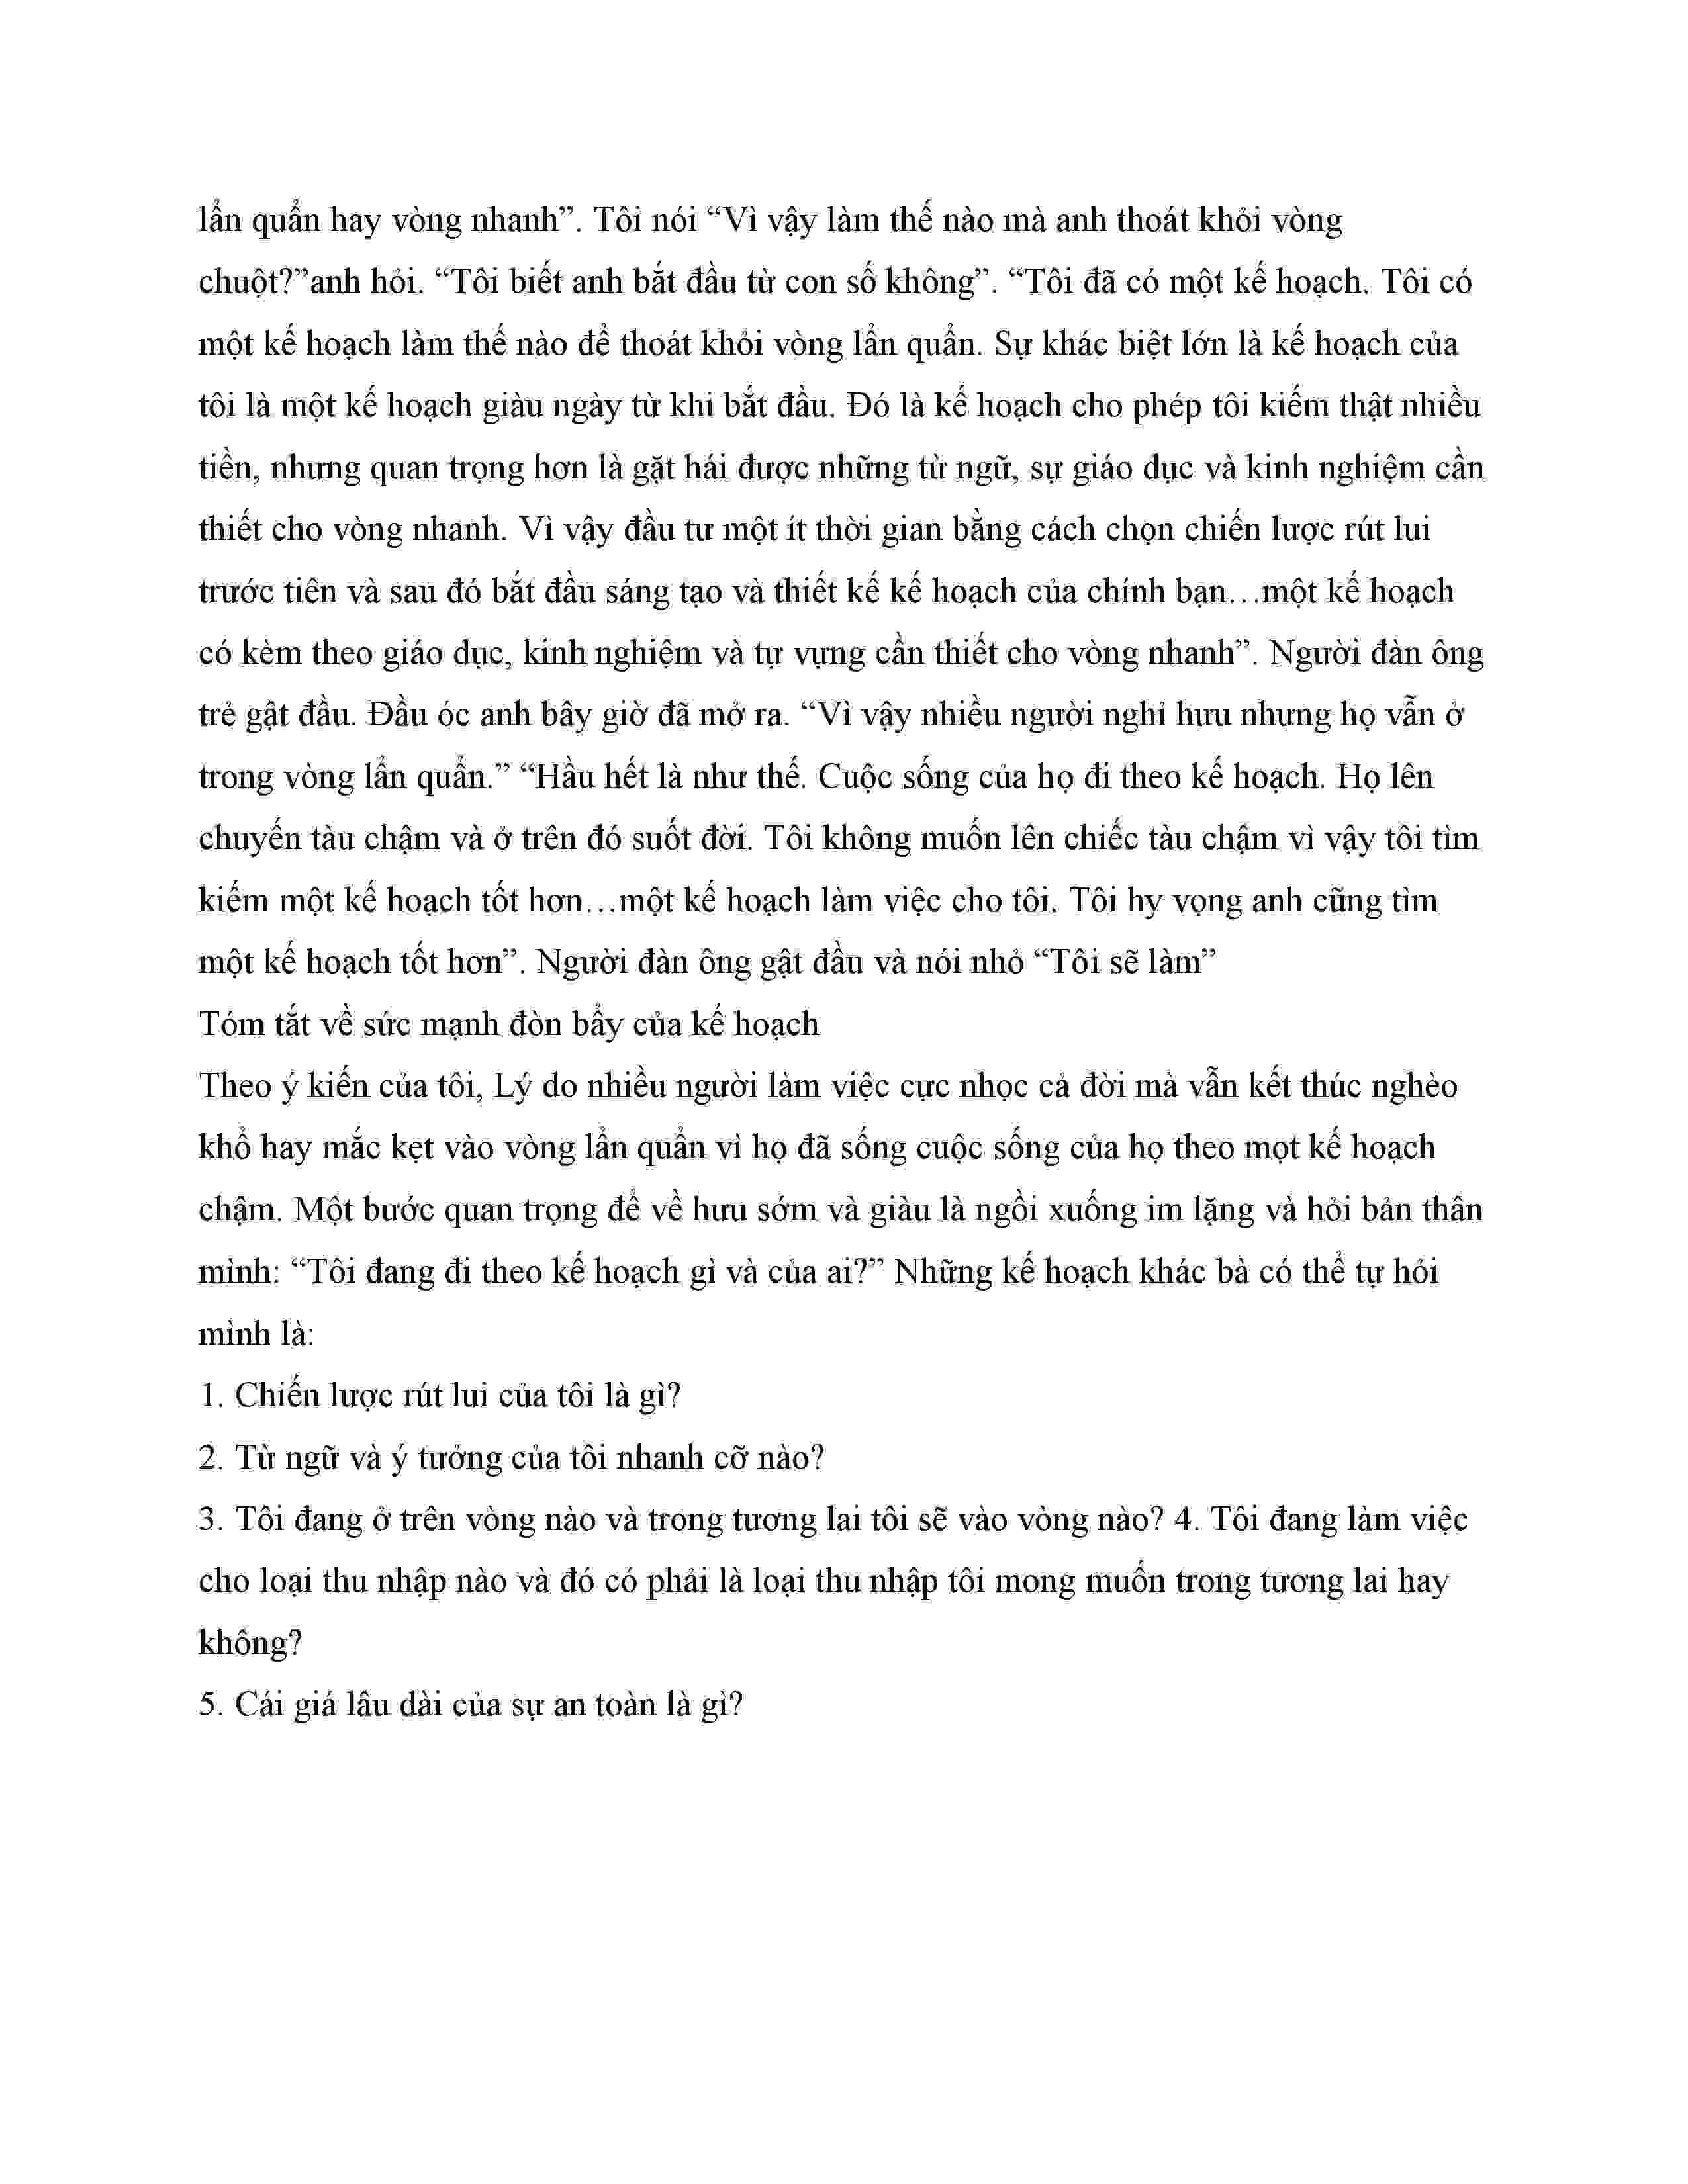 lẩn quẩn hay vòng nhanh”. Tôi nói “Vì vậy làm thế nào mà anh thoát khỏi vòng
chuột?”anh hỏi. “Tôi biết anh bắt đầu từ con số không”. “Tôi đã có một kế hoạch. Tôi có
một kế hoạch làm thế nào để thoát khỏi vòng lẩn quẩn. Sự khác biệt lớn là kế hoạch của
tôi là một kế hoạch giàu ngày từ khi bắt đầu. Đó là kế hoạch cho phép tôi kiếm thật nhiều
tiền, nhưng quan trọng hơn là gặt hái được những từ ngữ, sự giáo dục và kinh nghiệm cần
thiết cho vòng nhanh. Vì vậy đầu tư một ít thời gian bằng cách chọn chiến lược rút lui
trước tiên và sau đó bắt đầu sáng tạo và thiết kế kế hoạch của chính bạn…một kế hoạch
có kèm theo giáo dục, kinh nghiệm và tự vựng cần thiết cho vòng nhanh”. Người đàn ông
trẻ gật đầu. Đầu óc anh bây giờ đã mở ra. “Vì vậy nhiều người nghỉ hưu nhưng họ vẫn ở
trong vòng lẩn quẩn.” “Hầu hết là như thế. Cuộc sống của họ đi theo kế hoạch. Họ lên
chuyến tàu chậm và ở trên đó suốt đời. Tôi không muốn lên chiếc tàu chậm vì vậy tôi tìm
kiếm một kế hoạch tốt hơn…một kế hoạch làm việc cho tôi. Tôi hy vọng anh cũng tìm
một kế hoạch tốt hơn”. Người đàn ông gật đầu và nói nhỏ “Tôi sẽ làm”
Tóm tắt về sức mạnh đòn bẩy của kế hoạch
Theo ý kiến của tôi, Lý do nhiều người làm việc cực nhọc cả đời mà vẫn kết thúc nghèo
khổ hay mắc kẹt vào vòng lẩn quẩn vì họ đã sống cuộc sống của họ theo mọt kế hoạch
chậm. Một bước quan trọng để về hưu sớm và giàu là ngồi xuống im lặng và hỏi bản thân
mình: “Tôi đang đi theo kế hoạch gì và của ai?” Những kế hoạch khác bà có thể tự hỏi
mình là:
1. Chiến lược rút lui của tôi là gì?
2. Từ ngữ và ý tưởng của tôi nhanh cỡ nào?
3. Tôi đang ở trên vòng nào và trong tương lai tôi sẽ vào vòng nào? 4. Tôi đang làm việc
cho loại thu nhập nào và đó có phải là loại thu nhập tôi mong muốn trong tương lai hay
không?
5. Cái giá lâu dài của sự an toàn là gì?